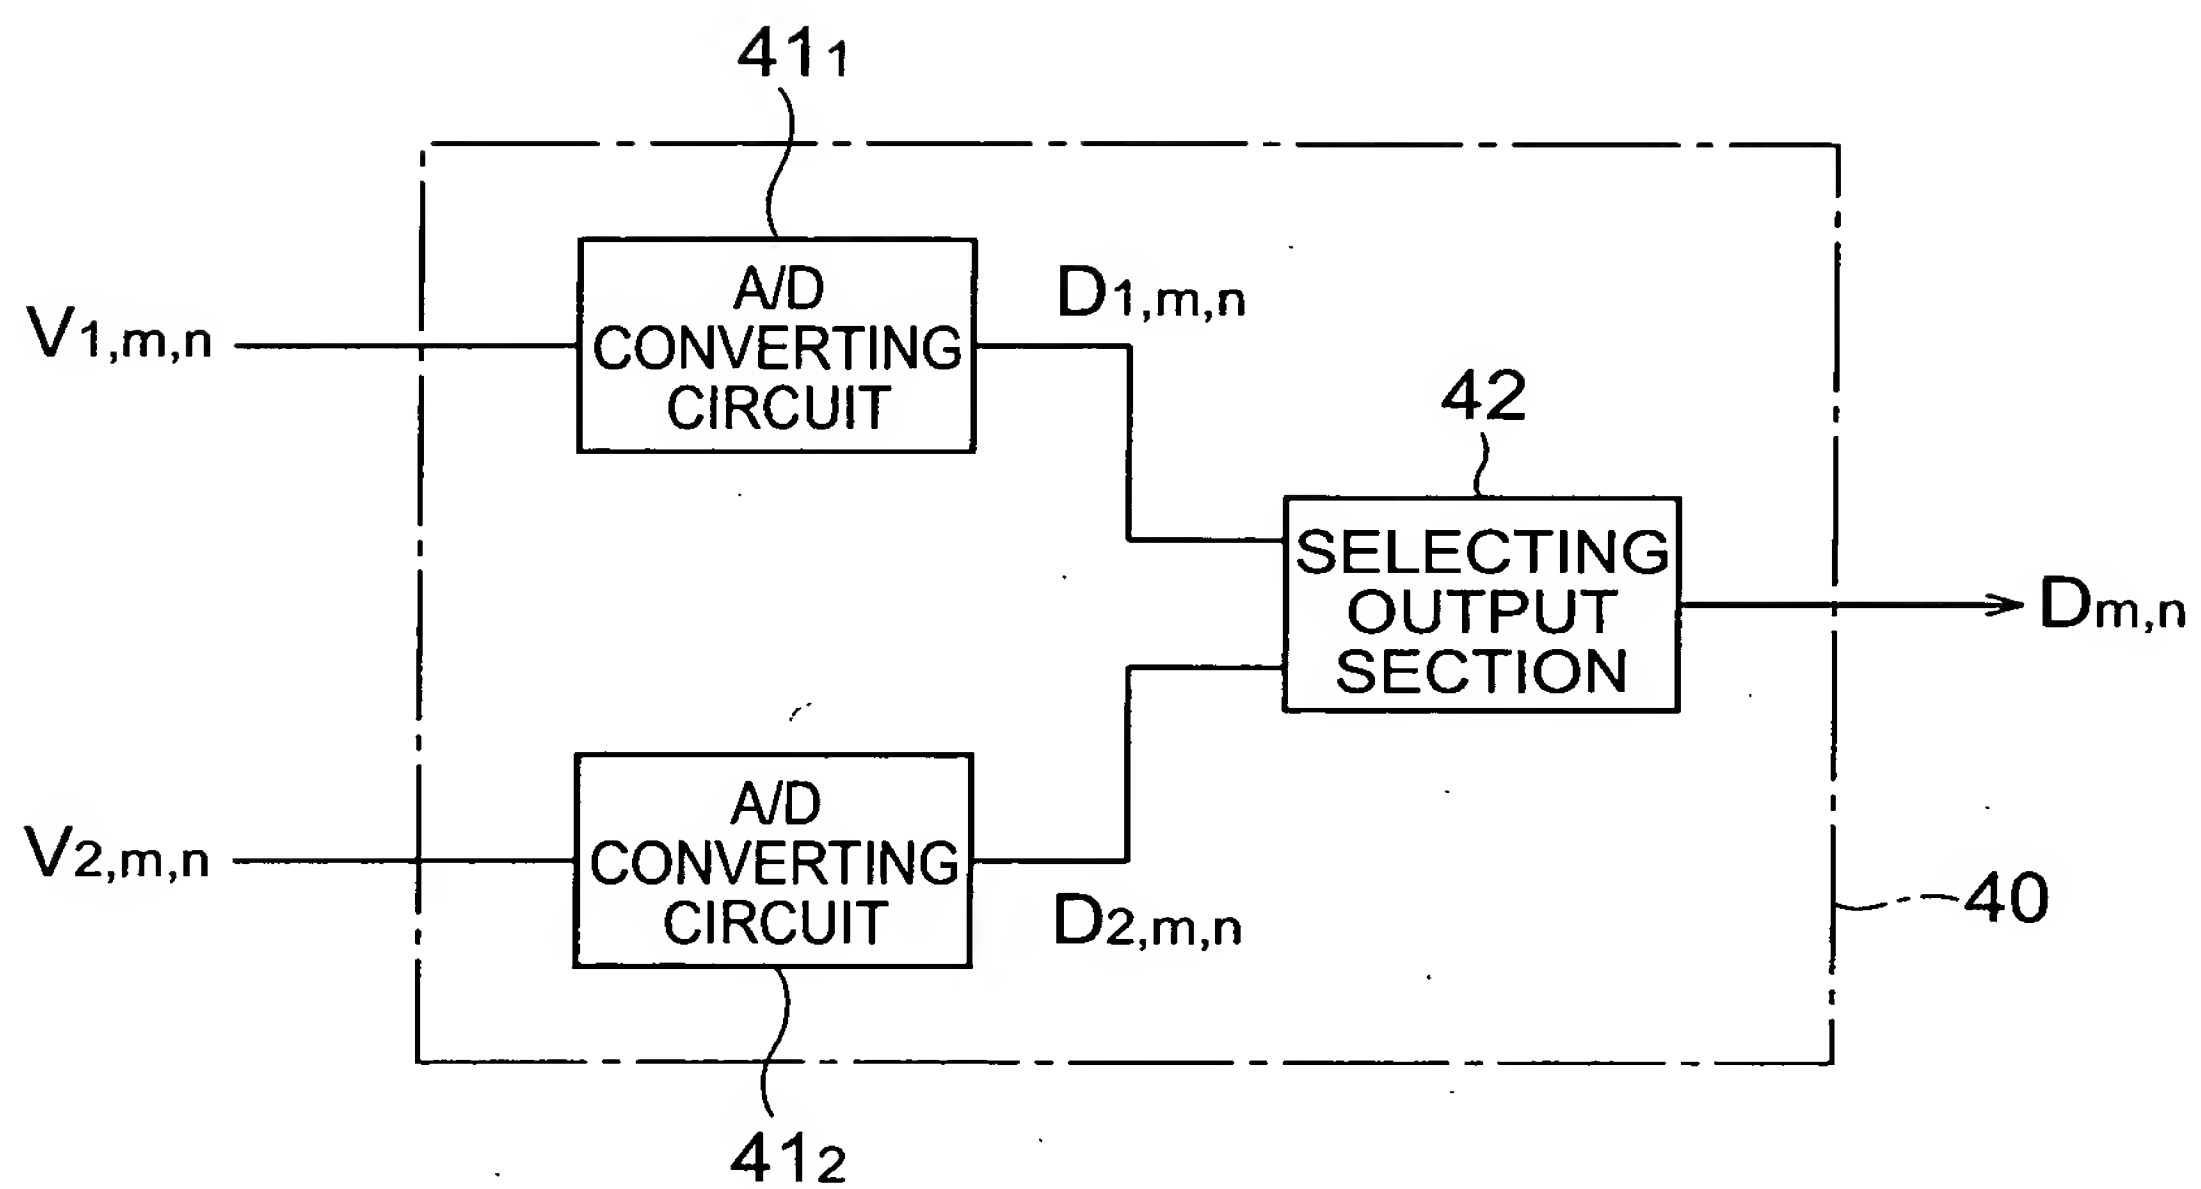 41₁
A/D
CONVERTING
CIRCUIT
V1,m,n
D1,m,n
42
SELECTING
OUTPUT
SECTION
Dm,n
A/D
CONVERTING
CIRCUIT
V2,m,n
D2,m,n
40
41₂